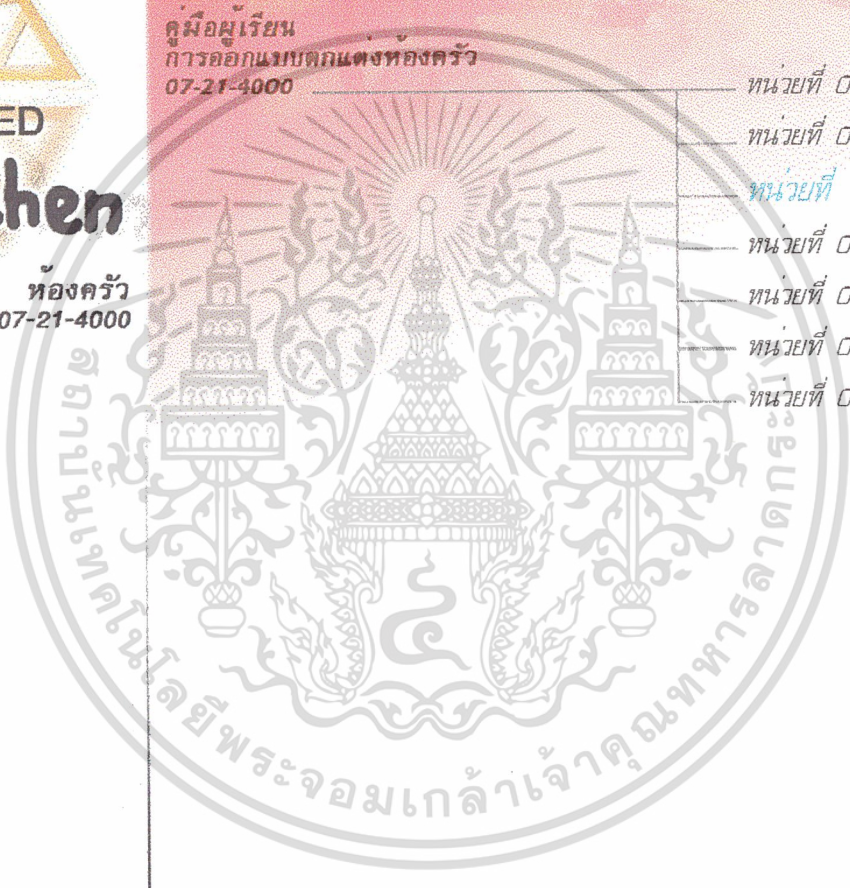 ED
hen
ห้องครัว
07-21-4000
คู่มือผู้เรียน
การออกแบบตกแต่งห้องครัว
07-21-4000
หน่วยที่ 0
หน่วยที่ 0
หน่วยที่
หน่วยที่ 0
หน่วยที่ 0
หน่วยที่ 0
หน่วยที่ 0
สถาบันเทคโนโลยีพระจอมเกล้าเจ้าคุณทหารลาดกระบัง